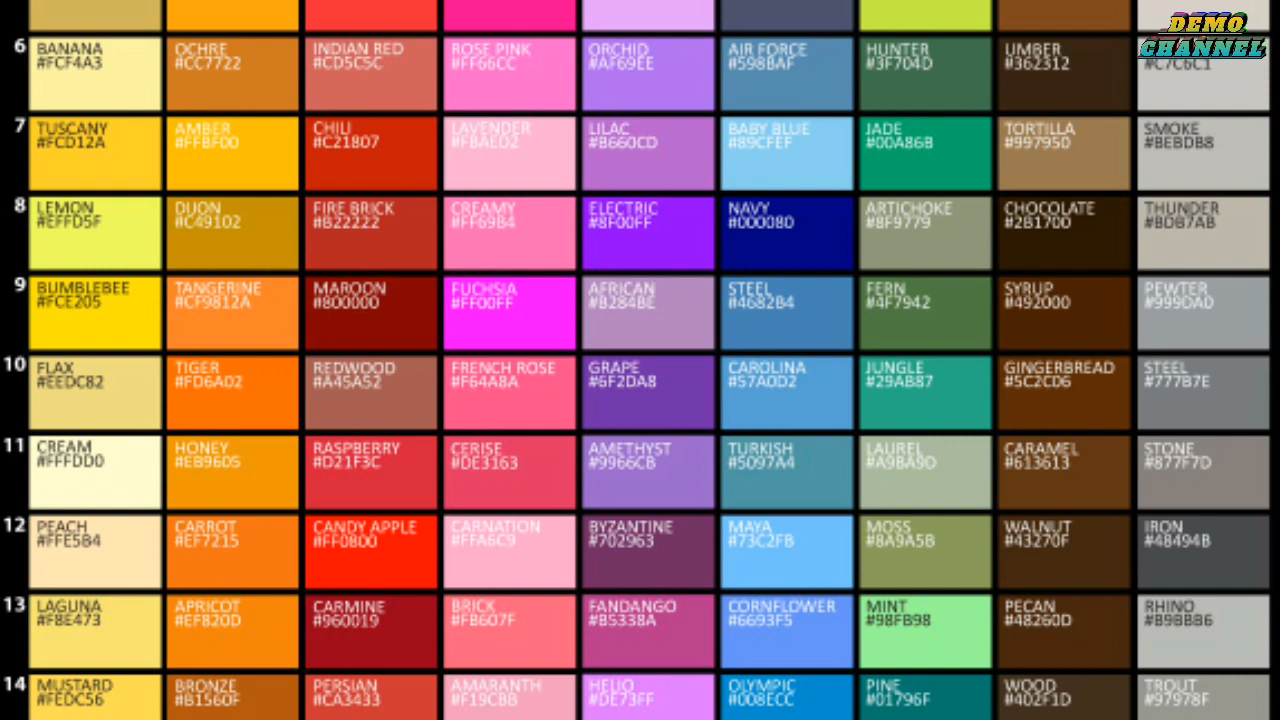 DEMO
CHANNEL
6
BANANA
#FCF4A3
OCHRE
#CC7722
INDIAN RED
#CD5C5C
ROSE PINK
#FF66CC
ORCHID
#AF69EE
AIR FORCE
#598BAF
HUNTER
#3F704D
UMBER
#362312
#C7C6C1
7
TUSCANY
#FCD12A
AMBER
#FFBF00
CHILI
#C21807
LAVENDER
#FBAED2
LILAC
#B660CD
BABY BLUE
#89CFEF
JADE
#00A86B
TORTILLA
#997950
SMOKE
#BEBDB8
8
LEMON
#EFFD5F
DIJON
#C49102
FIRE BRICK
#B22222
CREAMY
#FF69B4
ELECTRIC
#8F00FF
NAVY
#000080
ARTICHOKE
#8F9779
CHOCOLATE
#2B1700
THUNDER
#BDB7AB
9
BUMBLEBEE
#FCE205
TANGERINE
#CF9812A
MAROON
#800000
FUCHSIA
#FF00FF
AFRICAN
#B284BE
STEEL
#4682B4
FERN
#4F7942
SYRUP
#492000
PEWTER
#999DA0
10
FLAX
#EEDC82
TIGER
#FD6A02
REDWOOD
#A45A52
FRENCH ROSE
#F64A8A
GRAPE
#6F2DA8
CAROLINA
#57A0D2
JUNGLE
#29AB87
GINGERBREAD
#5C2C06
STEEL
#777B7E
11
CREAM
#FFFDD0
HONEY
#EB9605
RASPBERRY
#D21F3C
CERISE
#DE3163
AMETHYST
#9966CB
TURKISH
#5097A4
LAUREL
#A9BA9D
CARAMEL
#613613
STONE
#877F7D
12
PEACH
#FFE5B4
CARROT
#EF7215
CANDY APPLE
#FF0800
CARNATION
#FFA6C9
BYZANTINE
#702963
MAYA
#73C2FB
MOSS
#8A9A5B
WALNUT
#43270F
IRON
#48494B
13
LAGUNA
#F8E473
APRICOT
#EF820D
CARMINE
#960019
BRICK
#FB607F
FANDANGO
#B5338A
CORNFLOWER
#6693F5
MINT
#98FB98
PECAN
#48260D
RHINO
#B9BBB6
14
MUSTARD
#FEDC56
BRONZE
#B1560F
PERSIAN
#CA3433
AMARANTH
#F19CBB
HELIO
#DE73FF
OLYMPIC
#008ECC
PINE
#01796F
WOOD
#402F1D
TROUT
#97978F